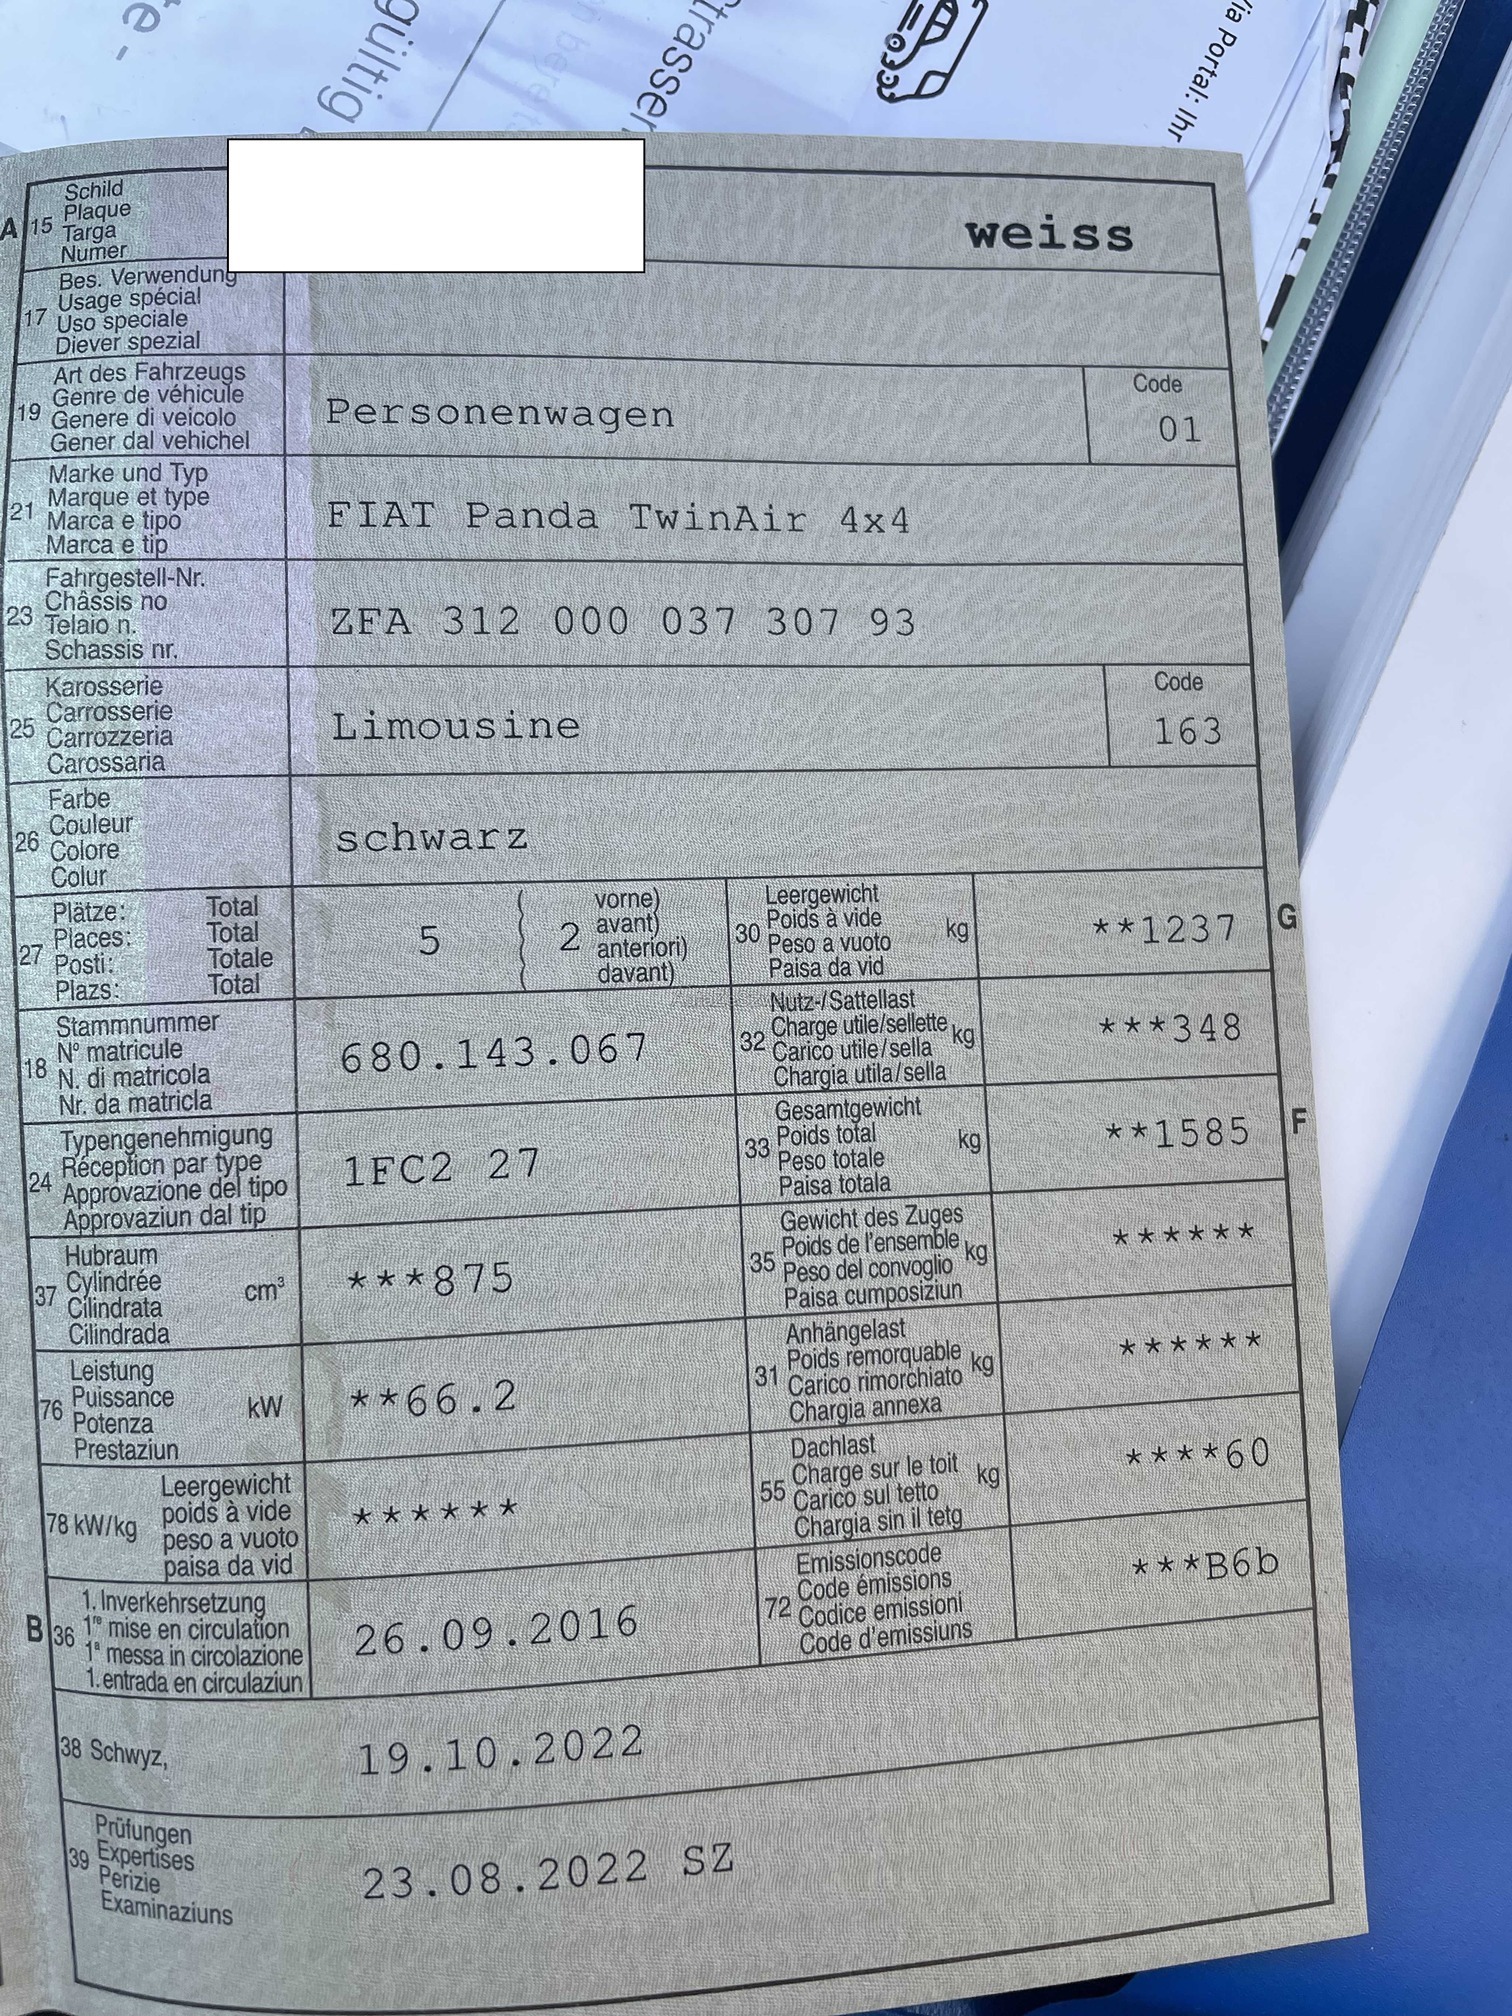 te -
gültig
Strassen
Via Portal: Ihr
A 15 Schild
Plaque
Targa
Numer
weiss
17 Bes. Verwendung
Usage spécial
Uso speciale
Diever spezial
19 Art des Fahrzeugs
Genre de véhicule
Genere di veicolo
Gener dal vehichel
Personenwagen
Code
01
21 Marke und Typ
Marque et type
Marca e tipo
Marca e tip
FIAT Panda TwinAir 4x4
23 Fahrgestell-Nr.
Châssis no
Telaio n.
Schassis nr.
ZFA 312 000 037 307 93
25 Karosserie
Carrosserie
Carrozzeria
Carossaria
Limousine
Code
163
26 Farbe
Couleur
Colore
Colur
schwarz
27 Plätze: Total
Places: Total
Posti: Totale
Plazs: Total
5 ( 2 vorne)
avant)
anteriori)
davant)
30 Leergewicht
Poids à vide
Peso a vuoto
Paisa da vid
kg
**1237
G
18 Stammnummer
N° matricule
N. di matricola
Nr. da matricla
680.143.067
32 Nutz-/Sattellast
Charge utile/sellette
Carico utile/sella
Chargia utila/sella
kg
***348
24 Typengenehmigung
Réception par type
Approvazione del tipo
Approvaziun dal tip
1FC2 27
33 Gesamtgewicht
Poids total
Peso totale
Paisa totala
kg
**1585
F
37 Hubraum
Cylindrée
Cilindrata
Cilindrada
cm³
***875
35 Gewicht des Zuges
Poids de l'ensemble
Peso del convoglio
Paisa cumposiziun
kg
******
76 Leistung
Puissance
Potenza
Prestaziun
kW
**66.2
31 Anhängelast
Poids remorquable
Carico rimorchiato
Chargia annexa
kg
******
78 kW/kg Leergewicht
poids à vide
peso a vuoto
paisa da vid
******
55 Dachlast
Charge sur le toit
Carico sul tetto
Chargia sin il tetg
kg
****60
B 36 1. Inverkehrsetzung
1re mise en circulation
1a messa in circolazione
1. entrada en circulaziun
26.09.2016
72 Emissionscode
Code émissions
Codice emissioni
Code d'emissiuns
***B6b
38 Schwyz,
19.10.2022
39 Prüfungen
Expertises
Perizie
Examinaziuns
23.08.2022 SZ